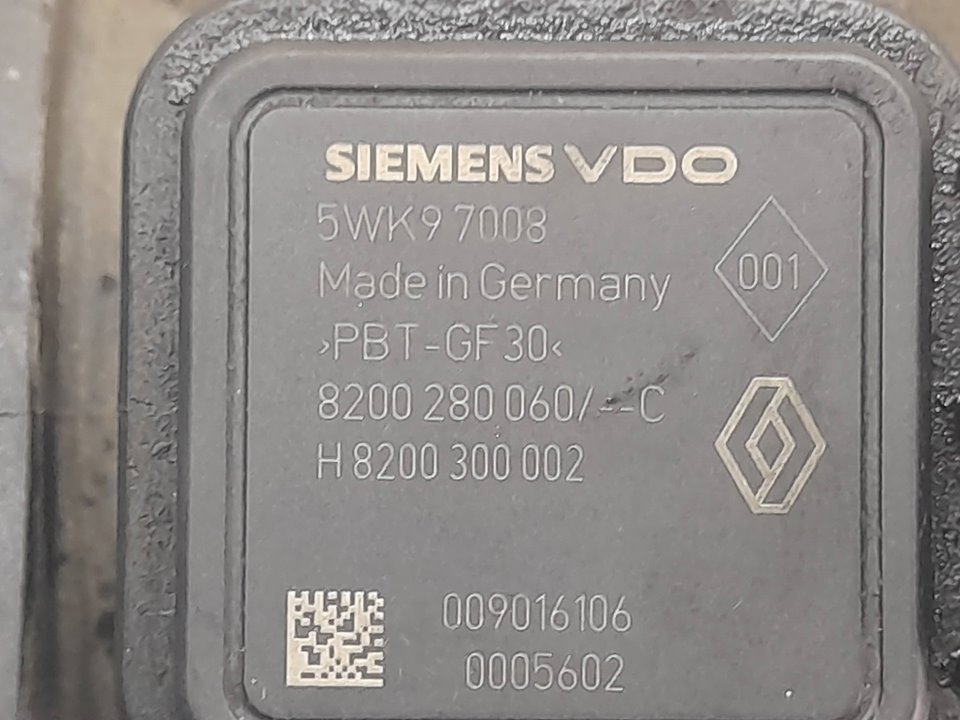 SIEMENS VDO
5WK9 7008
Made in Germany
001
>PBT-GF30<
8200 280 060/--C
H 8200 300 002
009016106
0005602